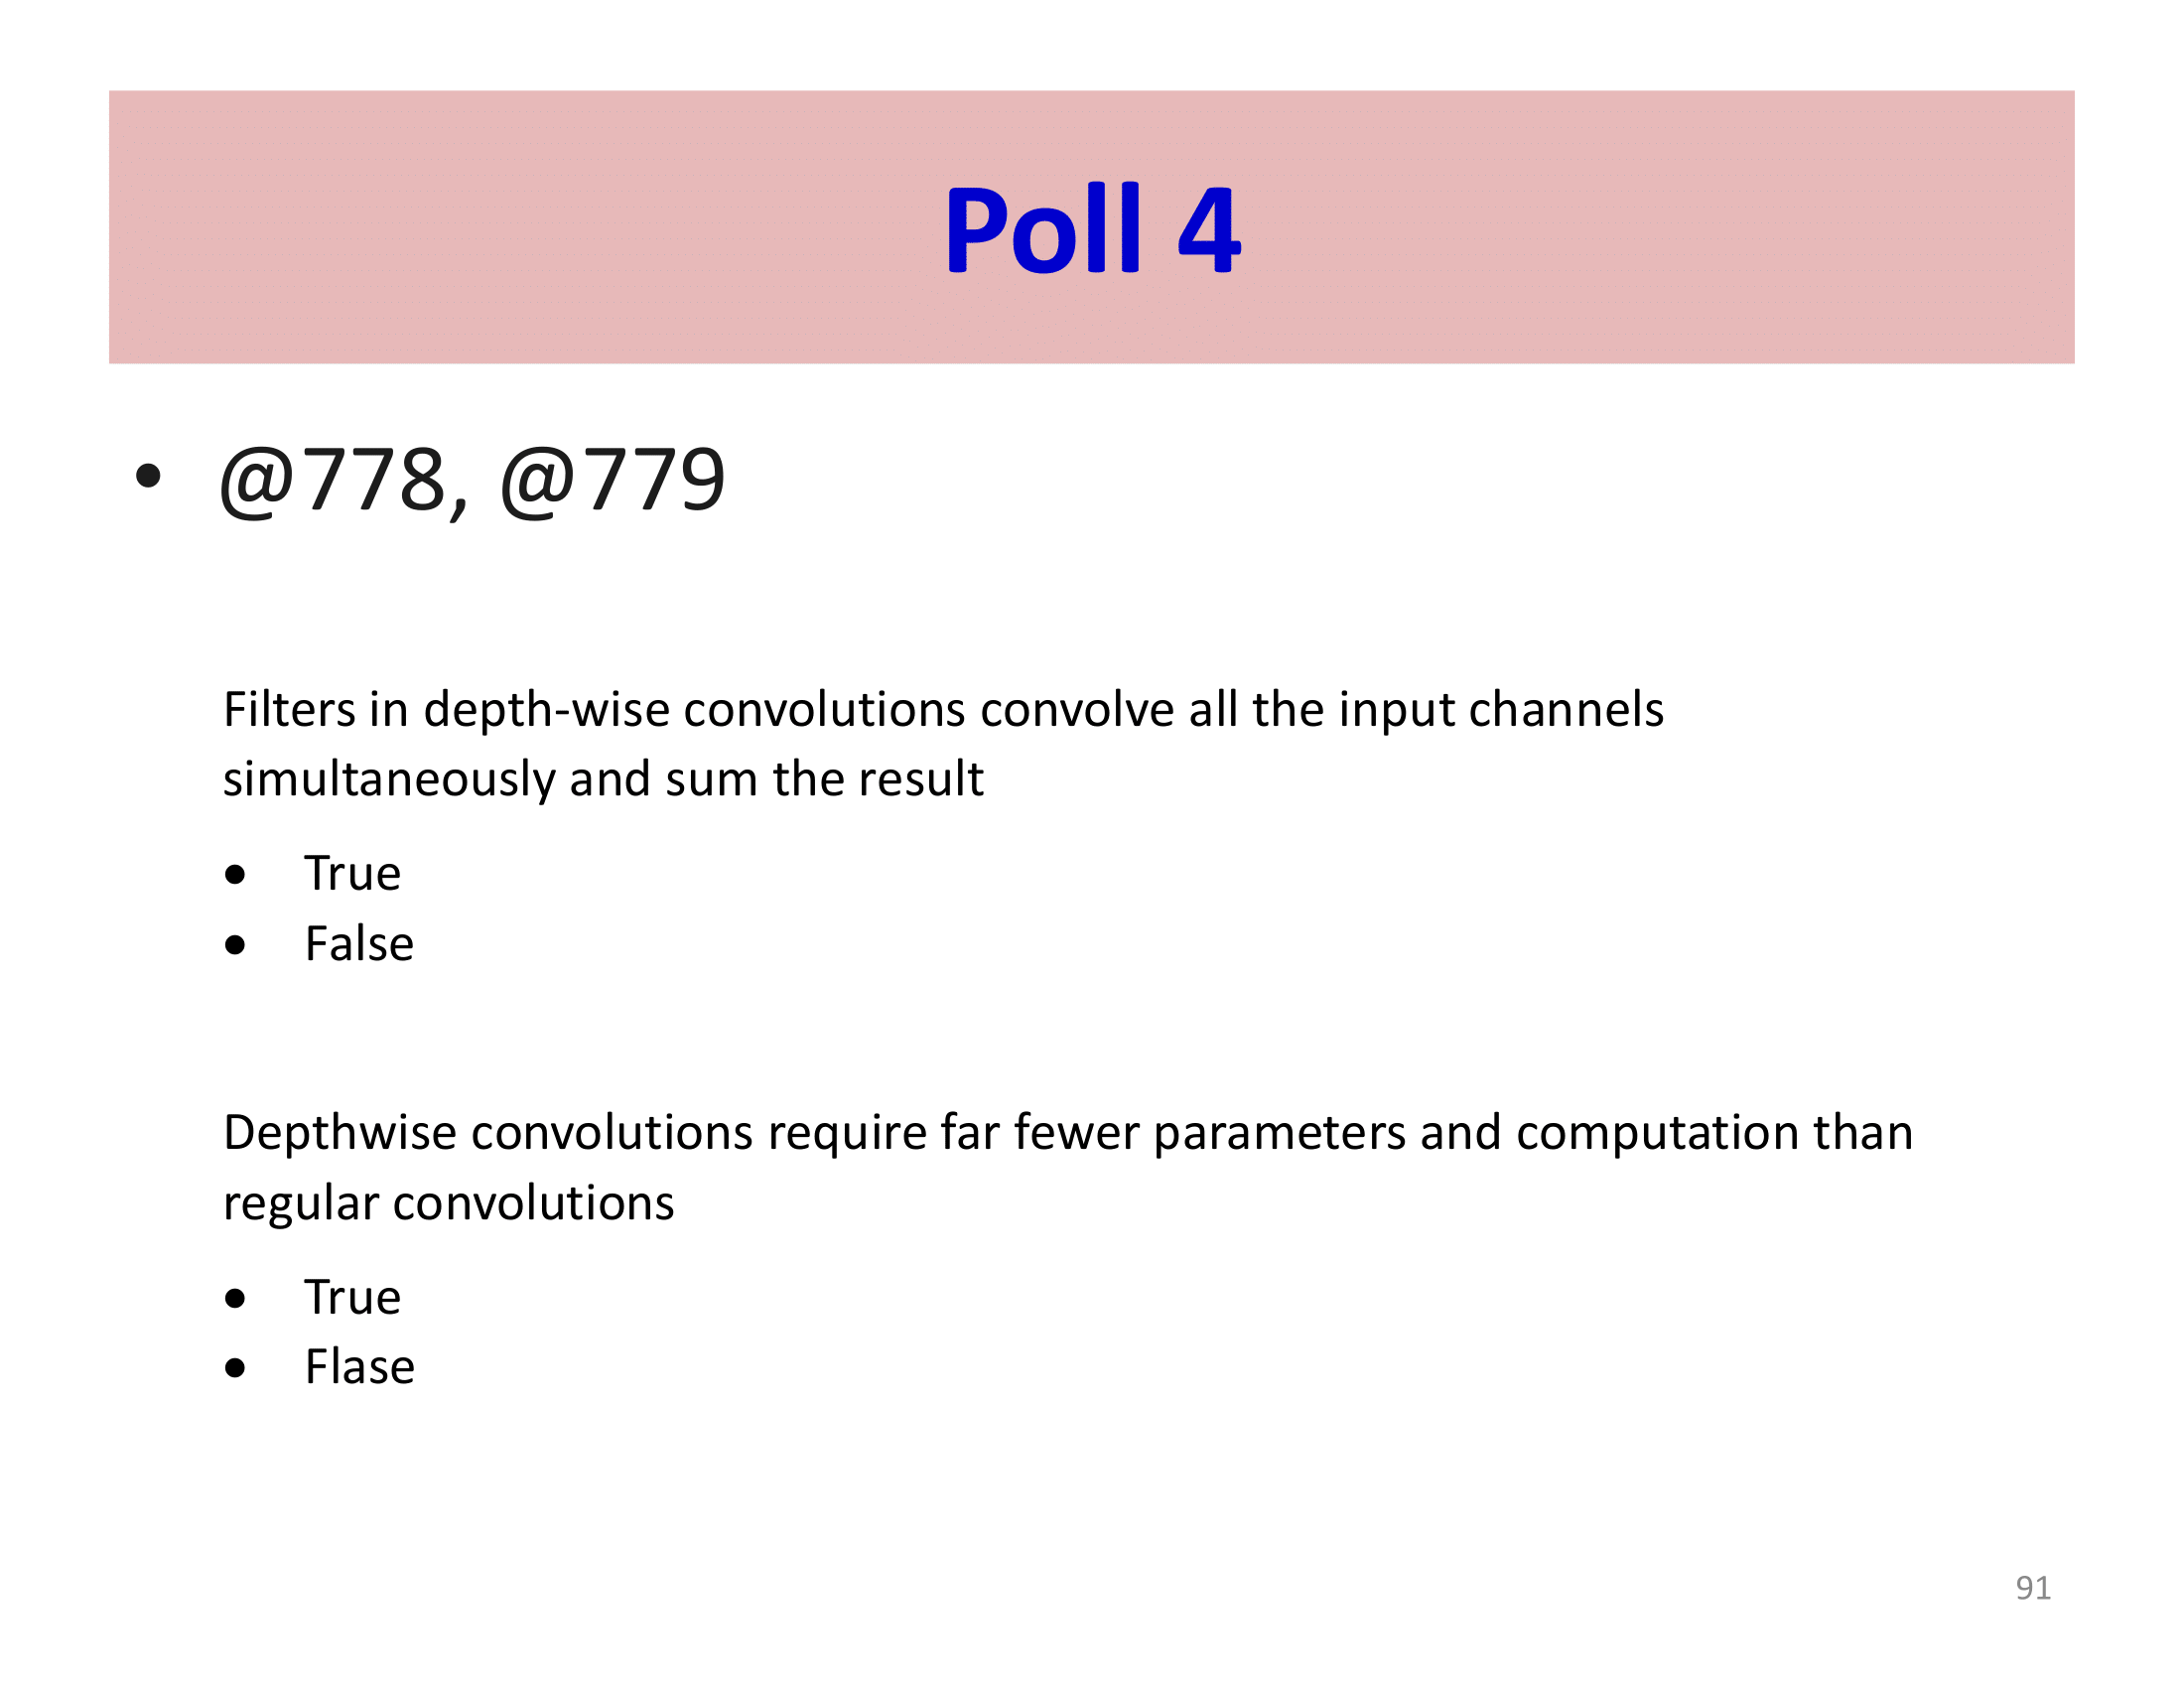 Poll 4
• @778, @779
Filters in depth-wise convolutions convolve all the input channels
simultaneously and sum the result
• True
• False
Depthwise convolutions require far fewer parameters and computation than
regular convolutions
• True
• Flase
91